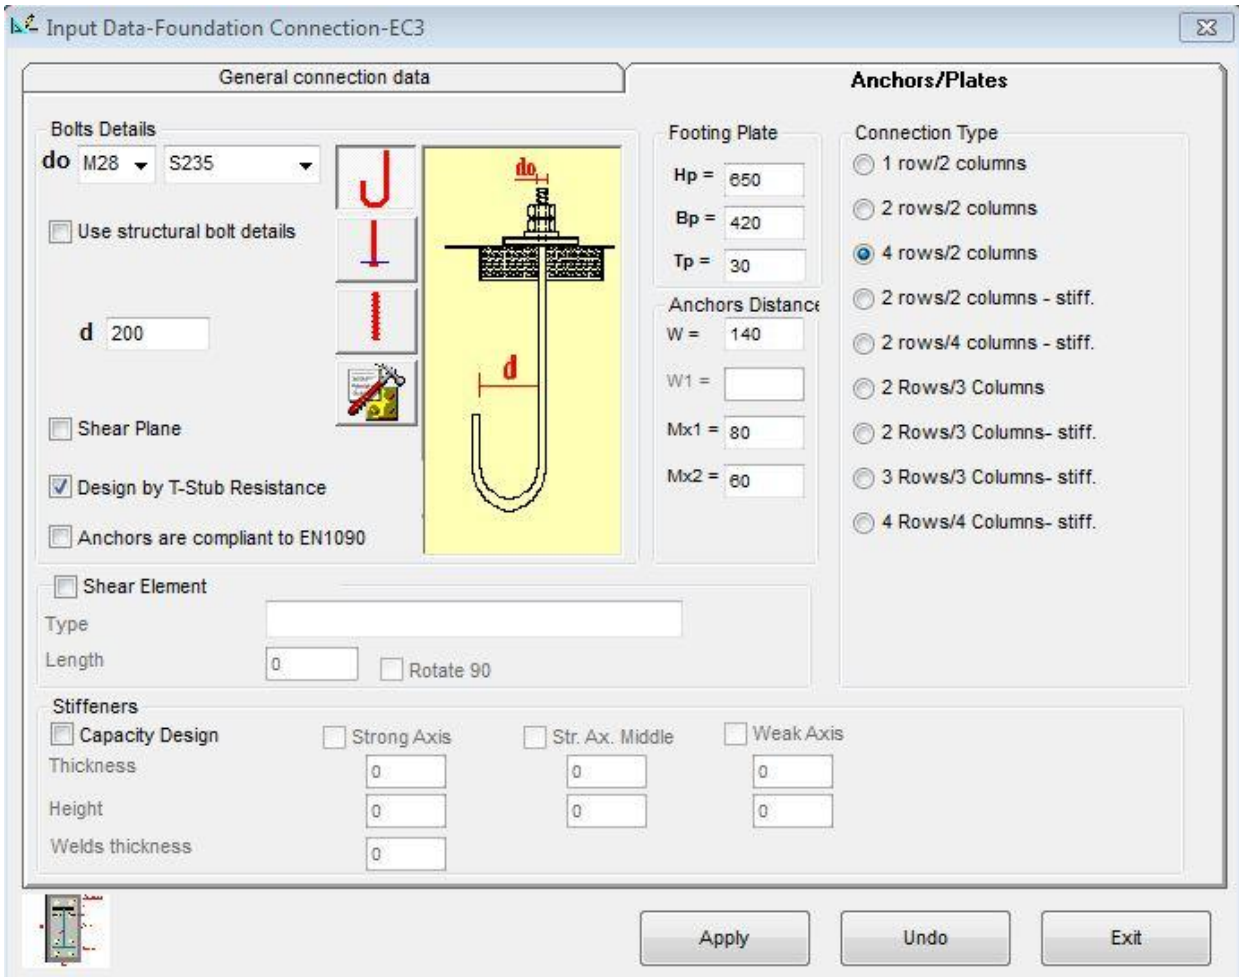 Input Data-Foundation Connection-EC3
General connection data
Anchors/Plates
Bolts Details
do M28 S235
Use structural bolt details
d 200
Shear Plane
Design by T-Stub Resistance
Anchors are compliant to EN1090
do
d
Footing Plate
Hp = 650
Bp = 420
Tp = 30
Anchors Distance
W = 140
W1 =
Mx1 = 80
Mx2 = 60
Connection Type
1 row/2 columns
2 rows/2 columns
4 rows/2 columns
2 rows/2 columns - stiff.
2 rows/4 columns - stiff.
2 Rows/3 Columns
2 Rows/3 Columns- stiff.
3 Rows/3 Columns- stiff.
4 Rows/4 Columns- stiff.
Shear Element
Type
Length 0 Rotate 90
Stiffeners
Capacity Design Strong Axis Str. Ax. Middle Weak Axis
Thickness 0 0 0
Height 0 0 0
Welds thickness 0
Apply Undo Exit